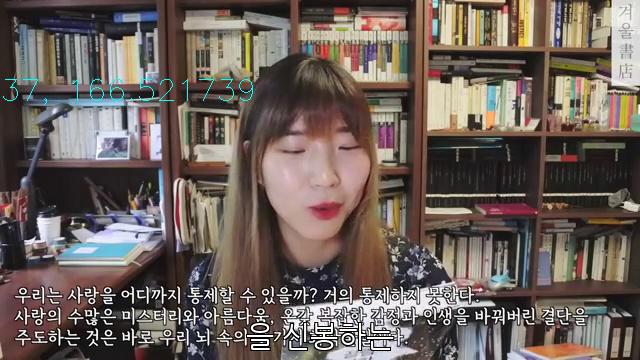 37, 166.521739
겨울書店
우리는 사랑을 어디까지 통제할 수 있을까? 거의 통제하지 못한다.
사랑의 수많은 미스터리와 아름다움, 온갖 복잡한 감정과 인생을 바꿔버린 결단을
주도하는 것은 바로 우리 뇌 속의
을 신봉하는